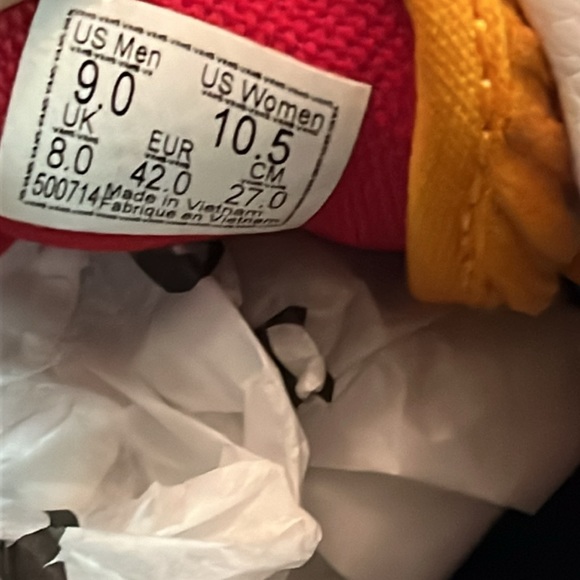 US Men US Women
9.0 10.5
UK EUR CM
8.0 42.0 27.0
500714 Made in Vietnam
Fabrique en Vietnam